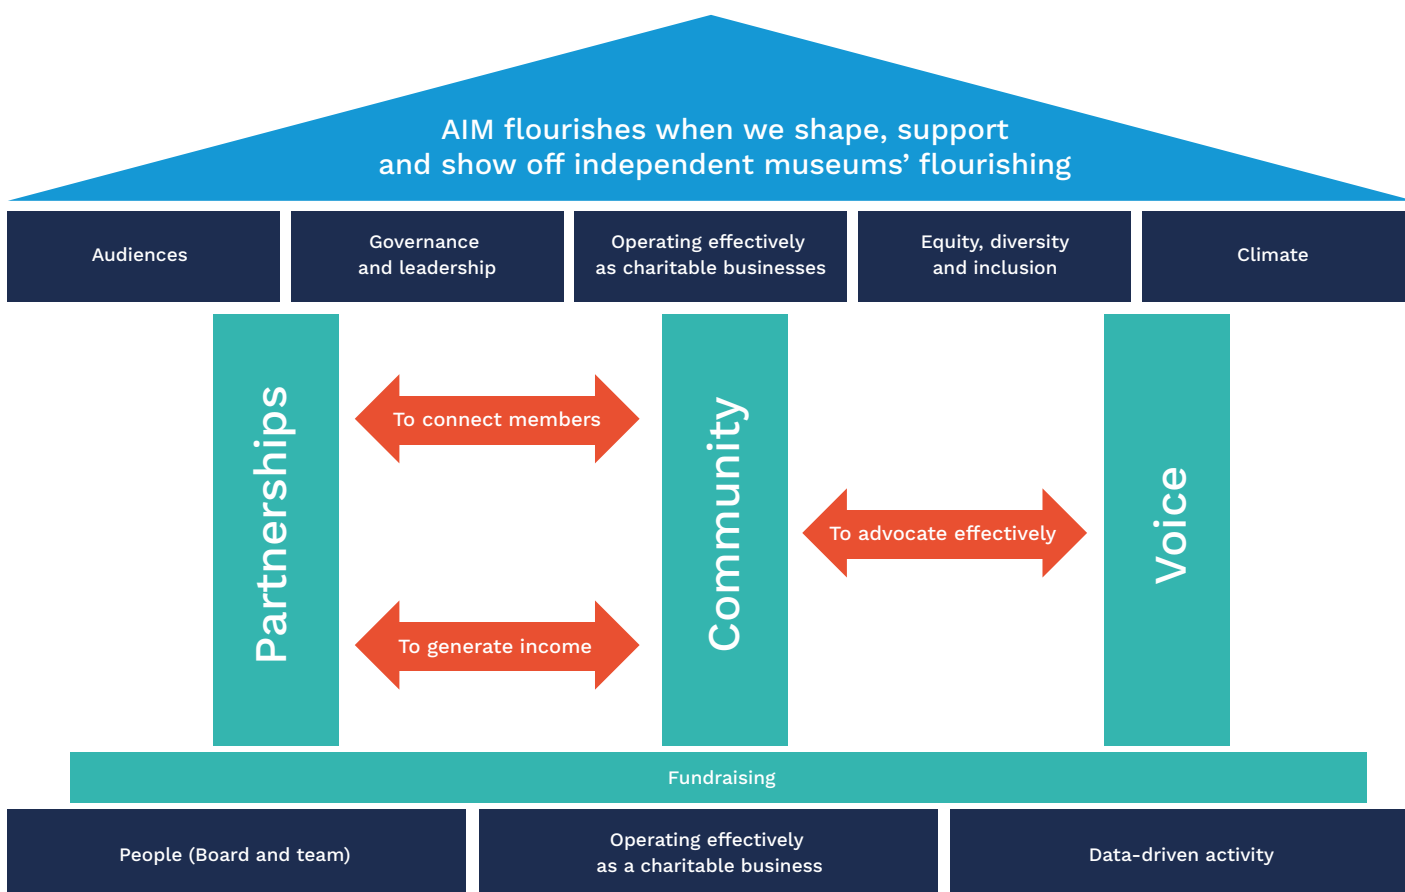 AIM flourishes when we shape, support
and show off independent museums’ flourishing
Audiences
Governance
and leadership
Operating effectively
as charitable businesses
Equity, diversity
and inclusion
Climate
Partnerships
To connect members
To generate income
Community
To advocate effectively
Voice
Fundraising
People (Board and team)
Operating effectively
as a charitable business
Data-driven activity